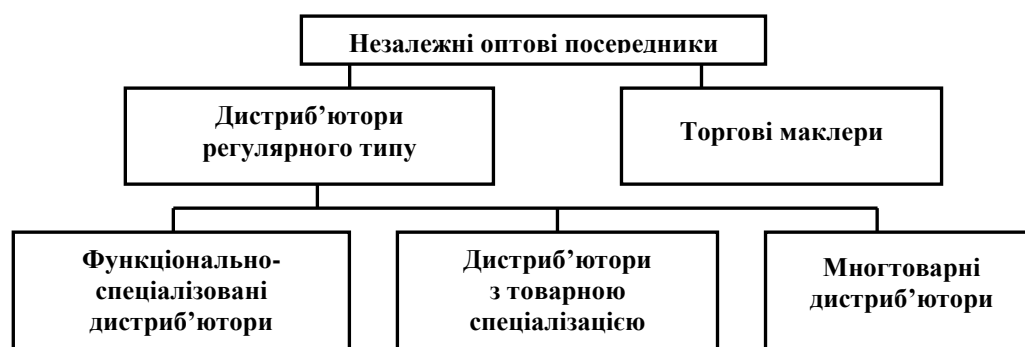 Незалежні оптові посередники
Дистриб’ютори
регулярного типу
Торгові маклери
Функціонально-
спеціалізовані
дистриб’ютори
Дистриб’ютори
з товарною
спеціалізацією
Многтоварні
дистриб’ютори